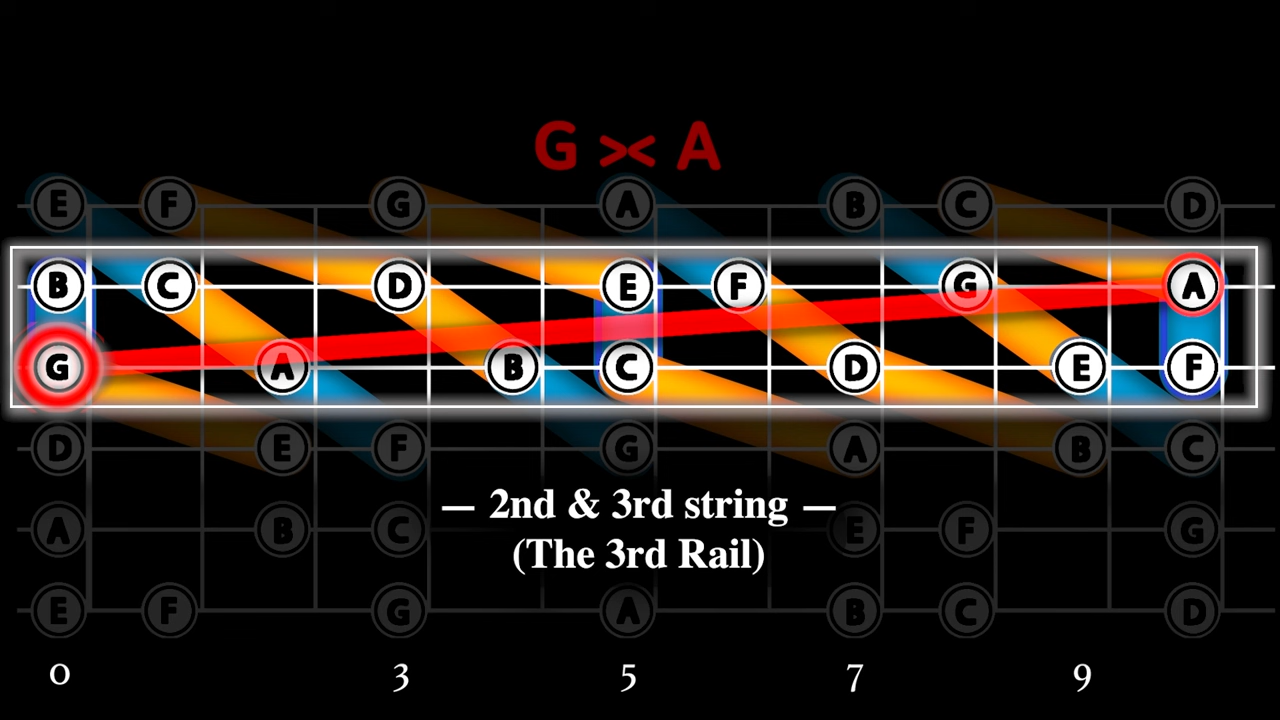 G >< A
E F G A B C D
B C D E F G A
G A B C D E F
D E F G A B C
— 2nd & 3rd string —
A B C E F G
(The 3rd Rail)
E F G A B C D
0 3 5 7 9